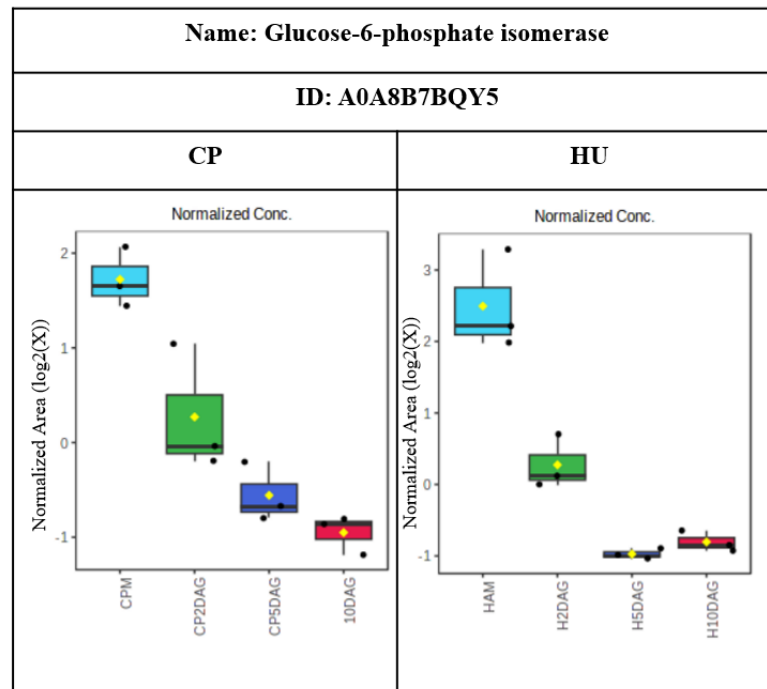 Name: Glucose-6-phosphate isomerase
ID: A0A8B7BQY5
CP
HU
Normalized Conc.
Normalized Area (log2(X))
2
1
0
-1
CPM
CP2DAG
CP5DAG
10DAG
Normalized Conc.
Normalized Area (log2(X))
3
2
1
0
-1
HAM
H2DAG
H5DAG
H10DAG